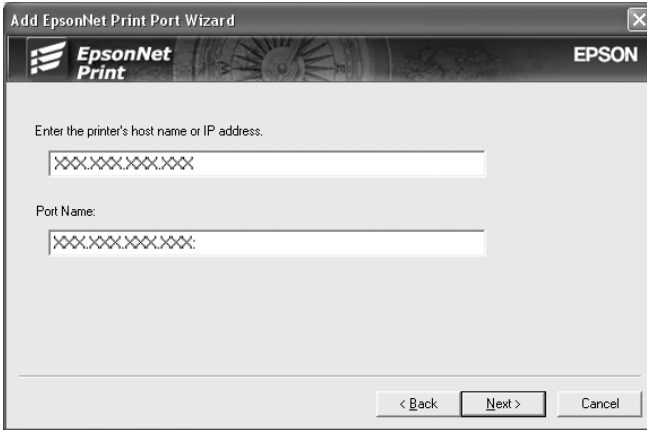 Add EpsonNet Print Port Wizard
EpsonNet
Print
EPSON
Enter the printer's host name or IP address.
XXX.XXX.XXX.XXX
Port Name:
XXX.XXX.XXX.XXX:
< Back
Next >
Cancel